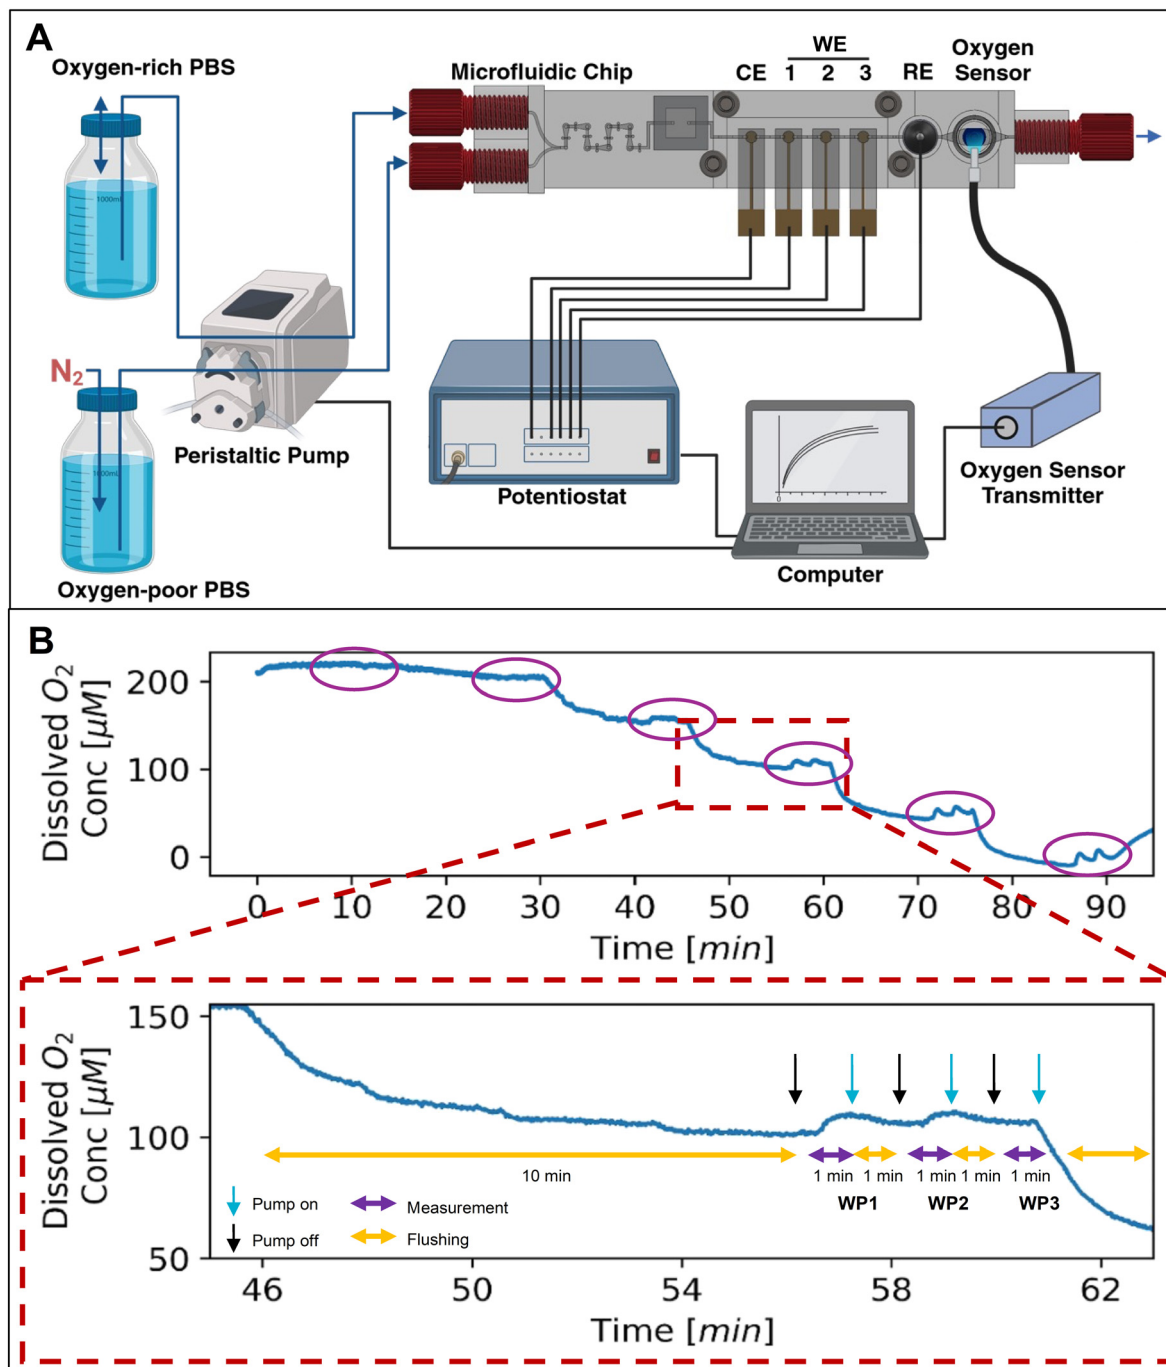 A
Oxygen-rich PBS
1000ml
N2
1000ml
Oxygen-poor PBS
Peristaltic Pump
Microfluidic Chip
WE
CE 1 2 3 RE
Oxygen
Sensor
Potentiostat
0
Computer
Oxygen Sensor
Transmitter
B
Dissolved O2
Conc [μM]
200
100
0
0 10 20 30 40 50 60 70 80 90
Time [min]
Dissolved O2
Conc [μM]
150
100
50
10 min
1 min 1 min 1 min 1 min 1 min
WP1 WP2 WP3
Pump on
Measurement
Pump off
Flushing
46 50 54 58 62
Time [min]